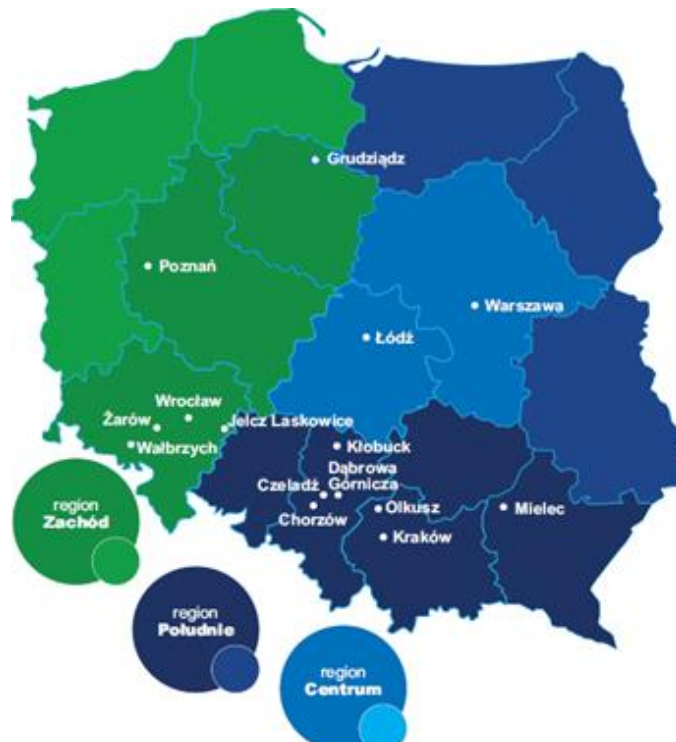 Grudziądz
Poznań
Warszawa
Łódź
Wrocław
Żarów
Jelcz Laskowice
Wałbrzych
Kłobuck
Dąbrowa
Górnicza
Czeladź
Chorzów
Olkusz
Mielec
Kraków
region
Zachód
region
Południe
region
Centrum